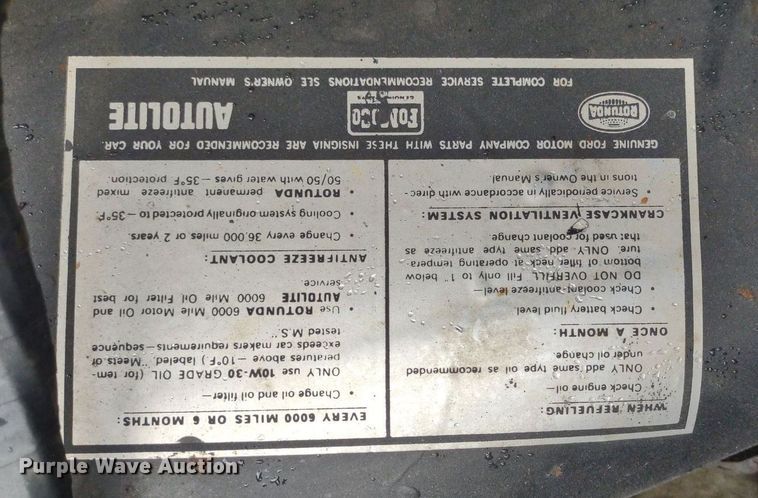 WHEN REFUELING:
• Check engine oil—
ONLY add same type oil as recommended
under oil change.
ONCE A MONTH:
• Check battery fluid level.
• Check coolant-antifreeze-level—
DO NOT OVERFILL. Fill only to 1" below
bottom of filler neck at operating tempera-
ture. ONLY add same type antifreeze as
that used for coolant change.
CRANKCASE VENTILATION SYSTEM:
• Service periodically in accordance with direc-
tions in the Owner's Manual.
EVERY 6000 MILES OR 6 MONTHS:
• Change oil and oil filter—
ONLY use 10W-30 GRADE OIL (for tem-
peratures above —10°F.) labeled, "Meets or
exceeds car makers requirements—sequence
tested M.S."
• Use ROTUNDA 6000 Mile Motor Oil and
AUTOLITE 6000 Mile Oil Filter for best
service.
ANTIFREEZE COOLANT:
• Change every 36,000 miles or 2 years.
• Cooling system originally protected to —35°F
• ROTUNDA permanent antifreeze mixed
50/50 with water gives —35°F protection.
GENUINE FORD MOTOR COMPANY PARTS WITH THESE INSIGNIA ARE RECOMMENDED FOR YOUR CAR.
ROTUNDA
FoMoCo
GENUINE PARTS
AUTOLITE
FOR COMPLETE SERVICE RECOMMENDATIONS SEE OWNER'S MANUAL
Purple Wave Auction